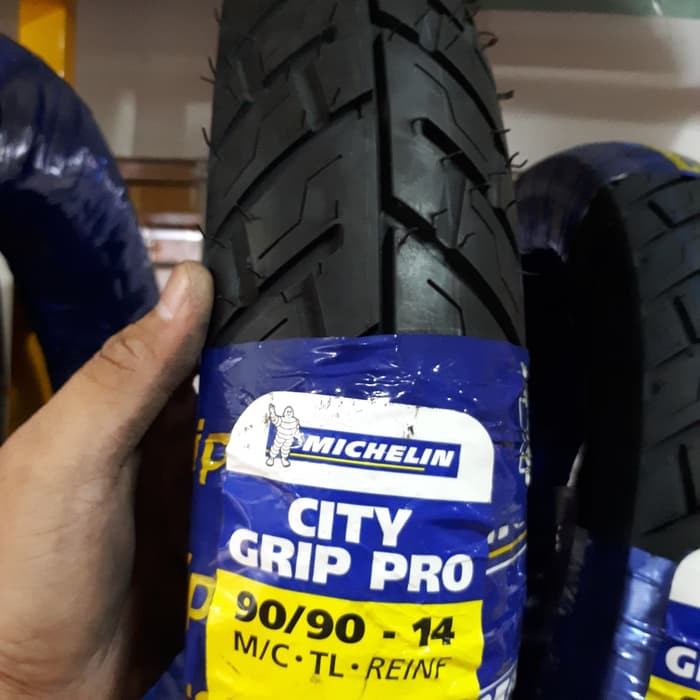 MICHELIN
CITY
GRIP PRO
90/90 - 14
M/C • TL • REINF